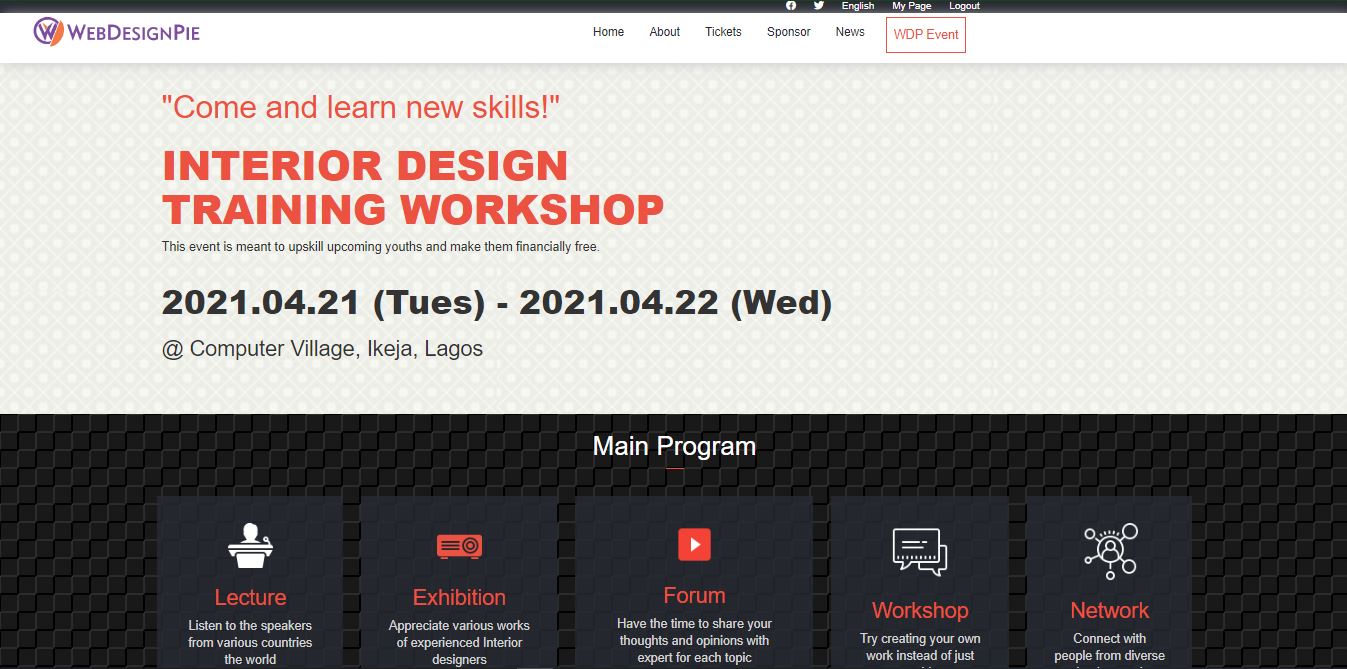 English My Page Logout
WEBDESIGNPIE
Home About Tickets Sponsor News WDP Event
"Come and learn new skills!"
INTERIOR DESIGN
TRAINING WORKSHOP
This event is meant to upskill upcoming youths and make them financially free.
2021.04.21 (Tues) - 2021.04.22 (Wed)
@ Computer Village, Ikeja, Lagos
Main Program
Lecture
Listen to the speakers
from various countries
the world
Exhibition
Appreciate various works
of experienced Interior
designers
Forum
Have the time to share your
thoughts and opinions with
expert for each topic
Workshop
Try creating your own
work instead of just
Network
Connect with
people from diverse